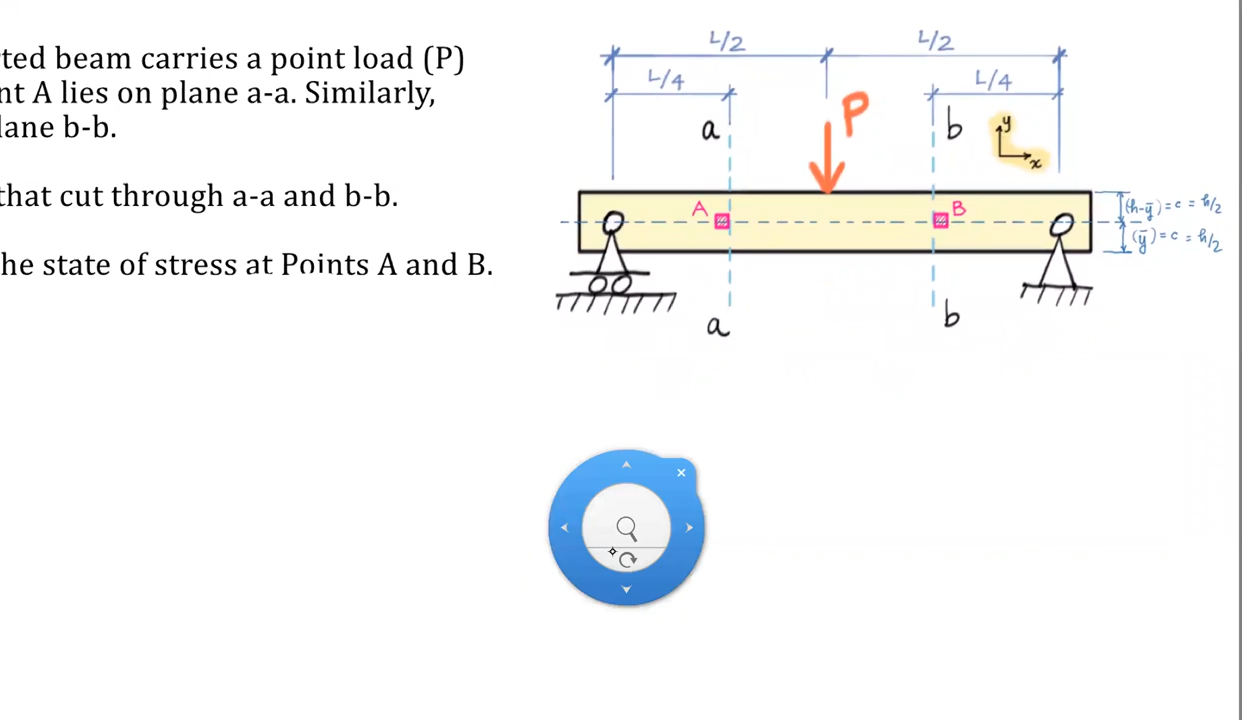 ted beam carries a point load (P)
nt A lies on plane a-a. Similarly,
lane b-b.
that cut through a-a and b-b.
he state of stress at Points A and B.
L/2 L/2
L/4 L/4
P
a b
y
x
A B
(h-ȳ) = c = h/2
(ȳ) = c = h/2
a b